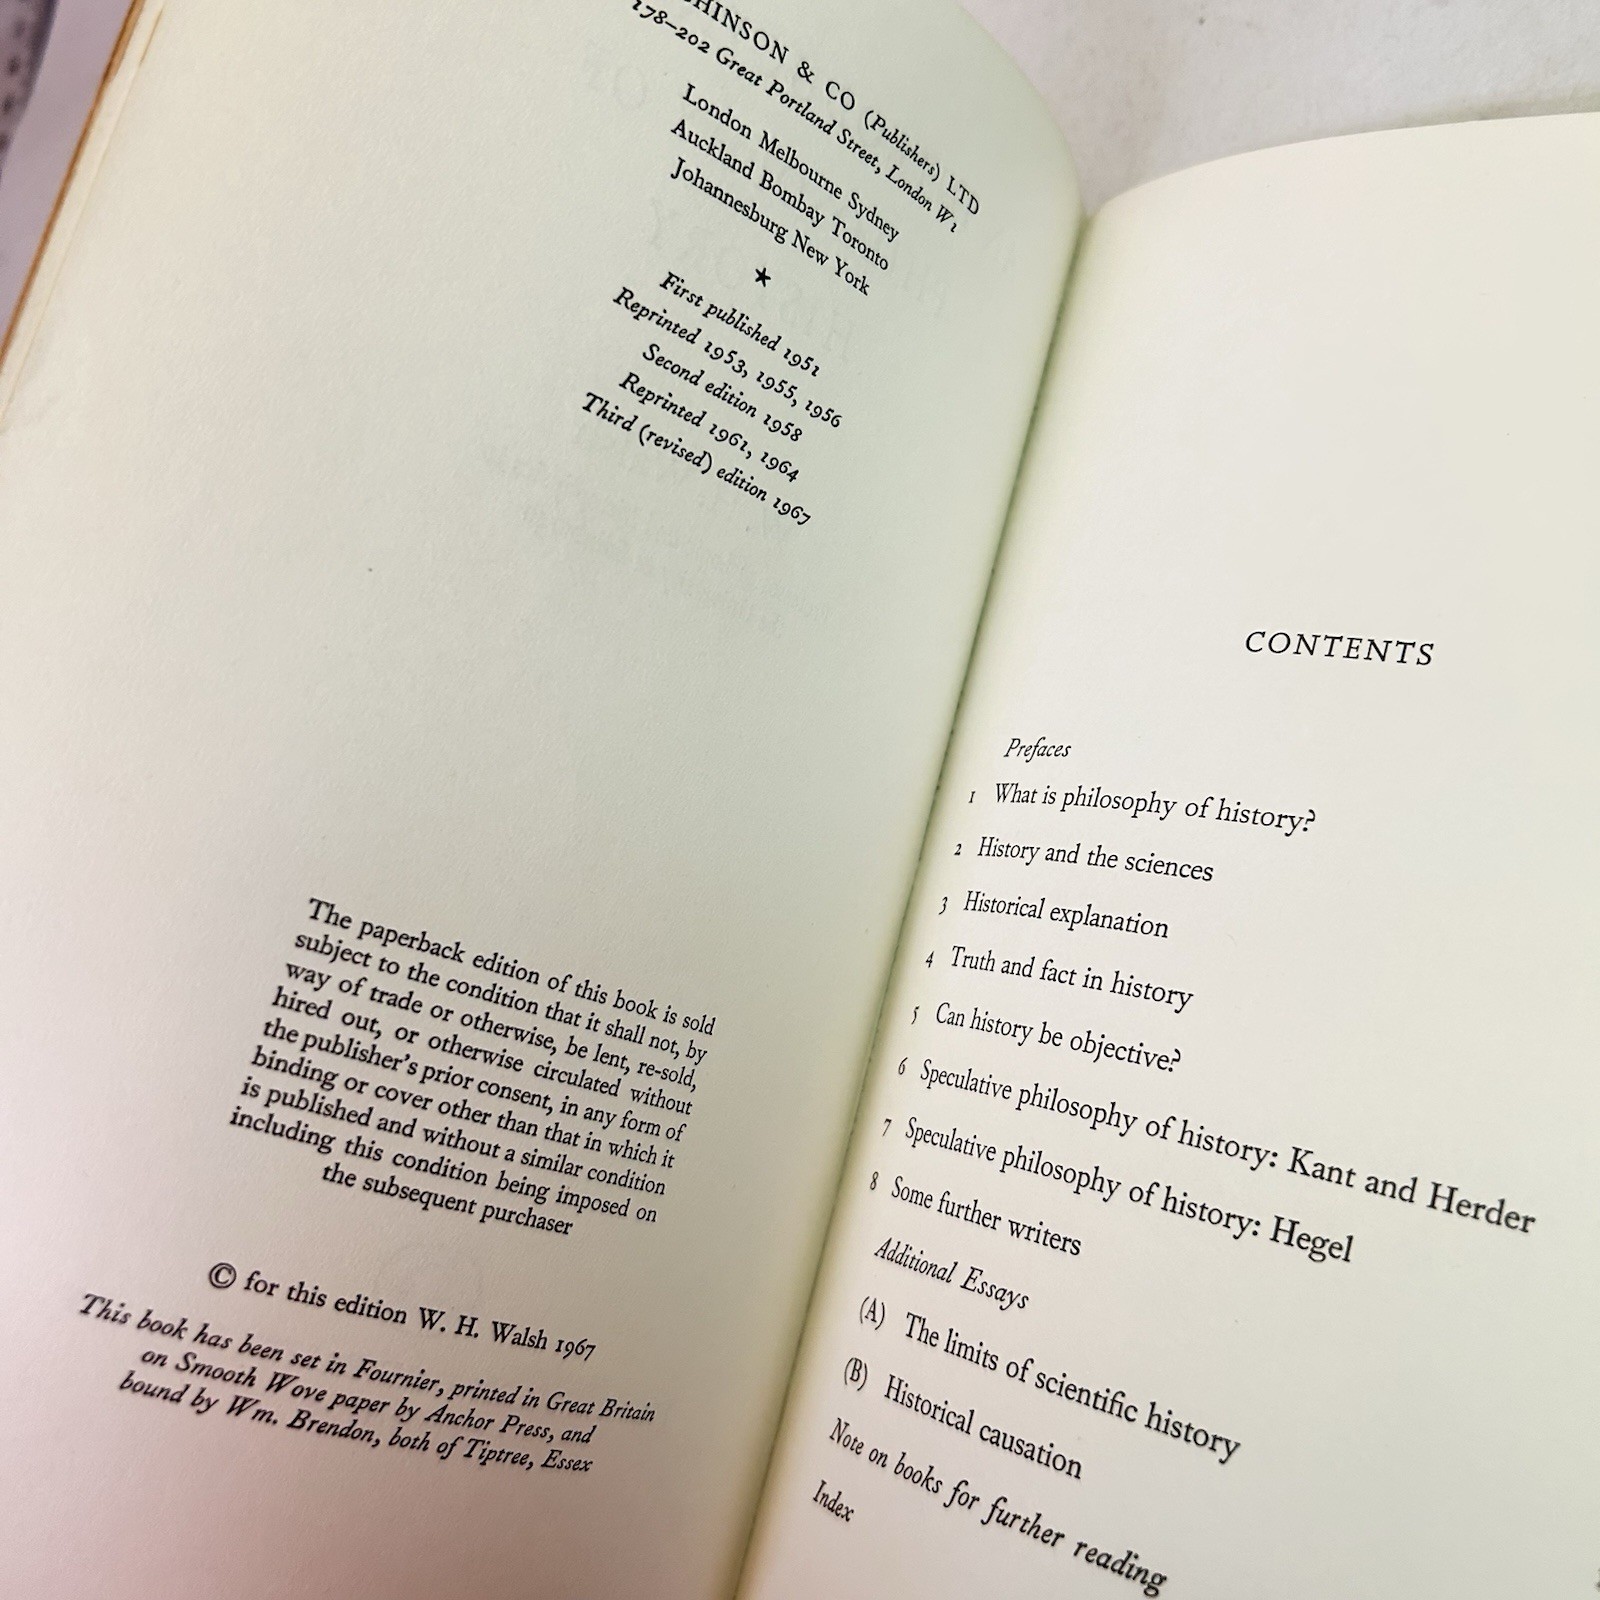 HINSON & CO (Publishers) LTD
178–202 Great Portland Street, London W1
London Melbourne Sydney
Auckland Bombay Toronto
Johannesburg New York
★
First published 1951
Reprinted 1953, 1955, 1956
Second edition 1958
Reprinted 1961, 1964
Third (revised) edition 1967
The paperback edition of this book is sold
subject to the condition that it shall not, by
way of trade or otherwise, be lent, re-sold,
hired out, or otherwise circulated without
the publisher's prior consent, in any form of
binding or cover other than that in which it
is published and without a similar condition
including this condition being imposed on
the subsequent purchaser
© for this edition W. H. Walsh 1967
This book has been set in Fournier, printed in Great Britain
on Smooth Wove paper by Anchor Press, and
bound by Wm. Brendon, both of Tiptree, Essex
CONTENTS
Prefaces
1 What is philosophy of history?
2 History and the sciences
3 Historical explanation
4 Truth and fact in history
5 Can history be objective?
6 Speculative philosophy of history: Kant and Herder
7 Speculative philosophy of history: Hegel
8 Some further writers
Additional Essays
(A) The limits of scientific history
(B) Historical causation
Note on books for further reading
Index